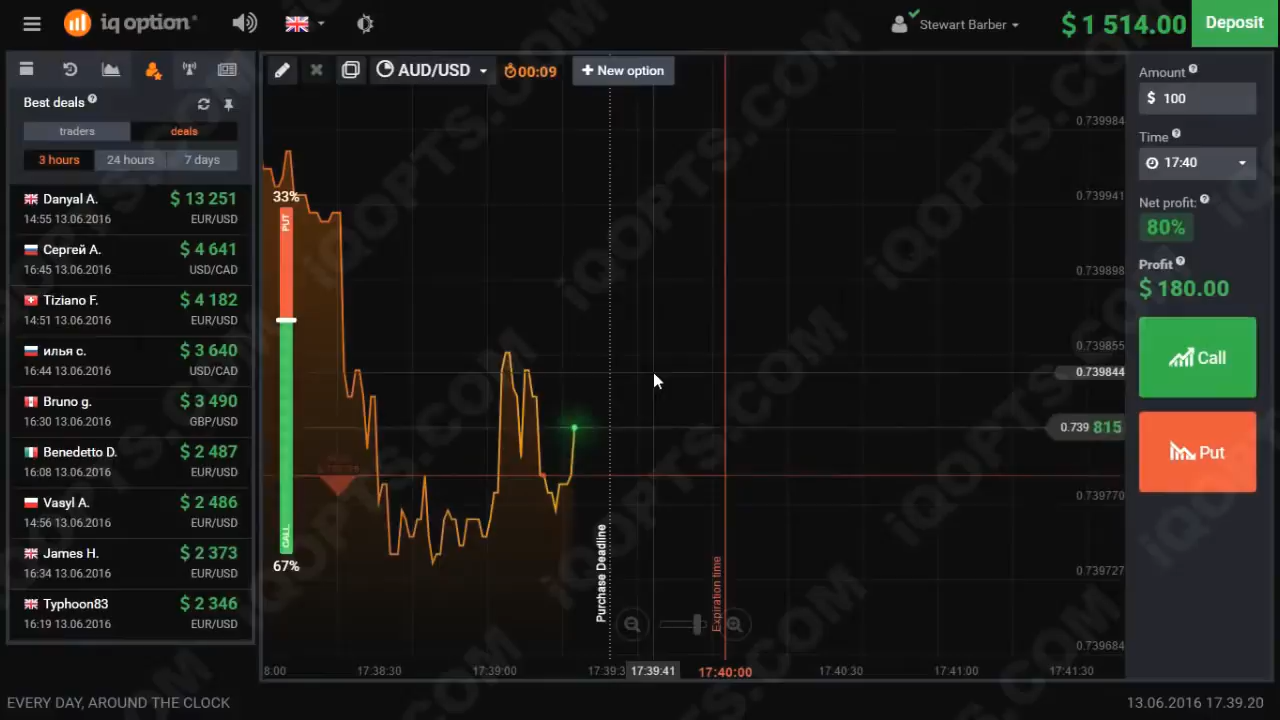 iq option
Stewart Barber
$ 1 514.00
Deposit
AUD/USD
00:09
+ New option
Best deals ?
traders
deals
3 hours
24 hours
7 days
Danyal A.
$ 13 251
14:55 13.06.2016
EUR/USD
Сергей А.
$ 4 641
16:45 13.06.2016
USD/CAD
Tiziano F.
$ 4 182
14:51 13.06.2016
EUR/USD
илья с.
$ 3 640
16:44 13.06.2016
USD/CAD
Bruno g.
$ 3 490
16:30 13.06.2016
GBP/USD
Benedetto D.
$ 2 487
16:08 13.06.2016
EUR/USD
Vasyl A.
$ 2 486
14:56 13.06.2016
EUR/USD
James H.
$ 2 373
16:34 13.06.2016
EUR/USD
Typhoon83
$ 2 346
16:19 13.06.2016
EUR/USD
33%
PUT
CALL
67%
Purchase Deadline
Expiration time
0.739984
0.739941
0.739898
0.739855
0.739844
0.739 815
0.739770
0.739727
0.739684
8:00
17:38:30
17:39:00
17:39:3
17:39:41
17:40:00
17:40:30
17:41:00
17:41:30
Amount ?
$ 100
Time ?
17:40
Net profit: ?
80%
Profit ?
$ 180.00
Call
Put
EVERY DAY, AROUND THE CLOCK
13.06.2016 17.39.20
iQOPTS.COM